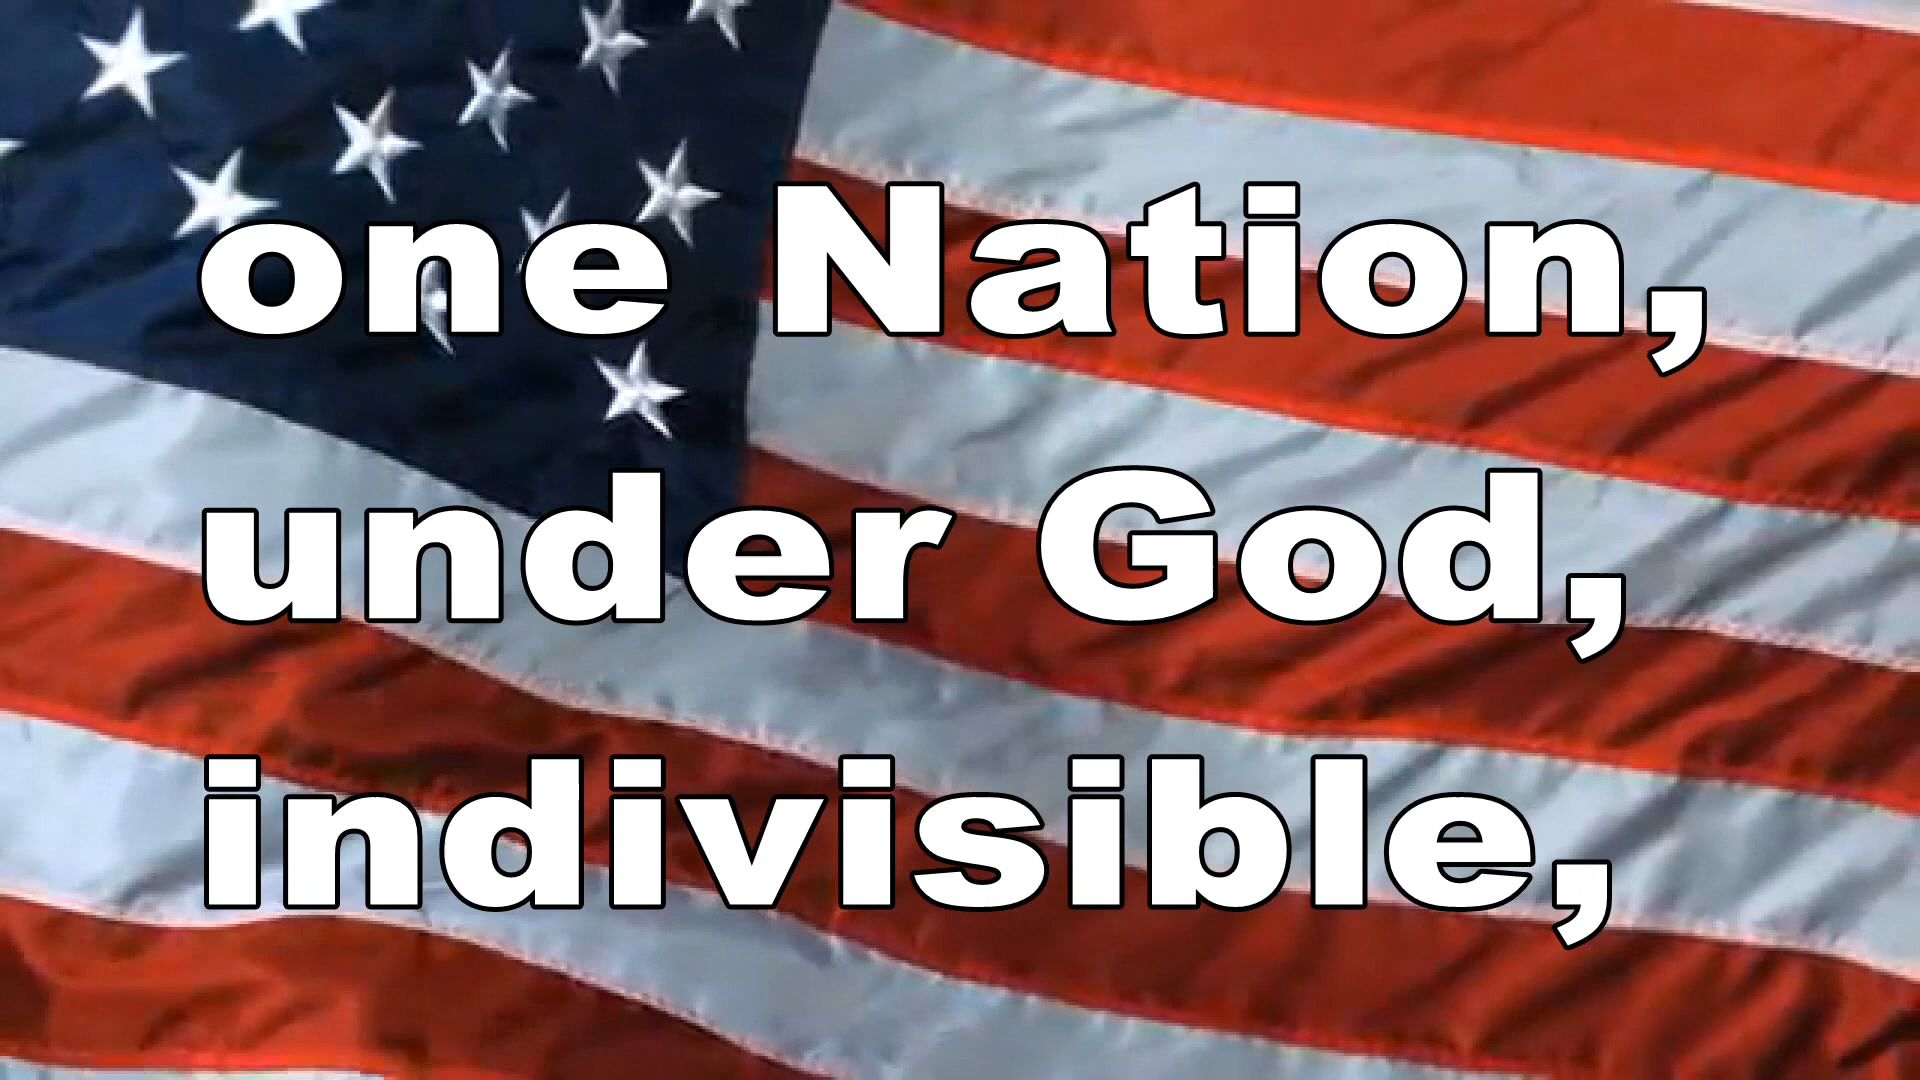 one Nation,
under God,
indivisible,